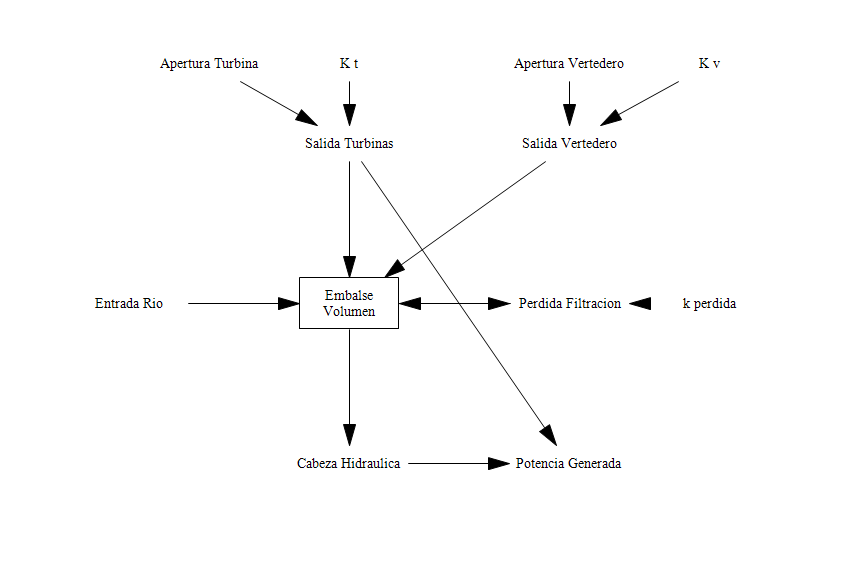 Apertura Turbina
K t
Apertura Vertedero
K v
Salida Turbinas
Salida Vertedero
Entrada Rio
Embalse
Volumen
Perdida Filtracion
k perdida
Cabeza Hidraulica
Potencia Generada